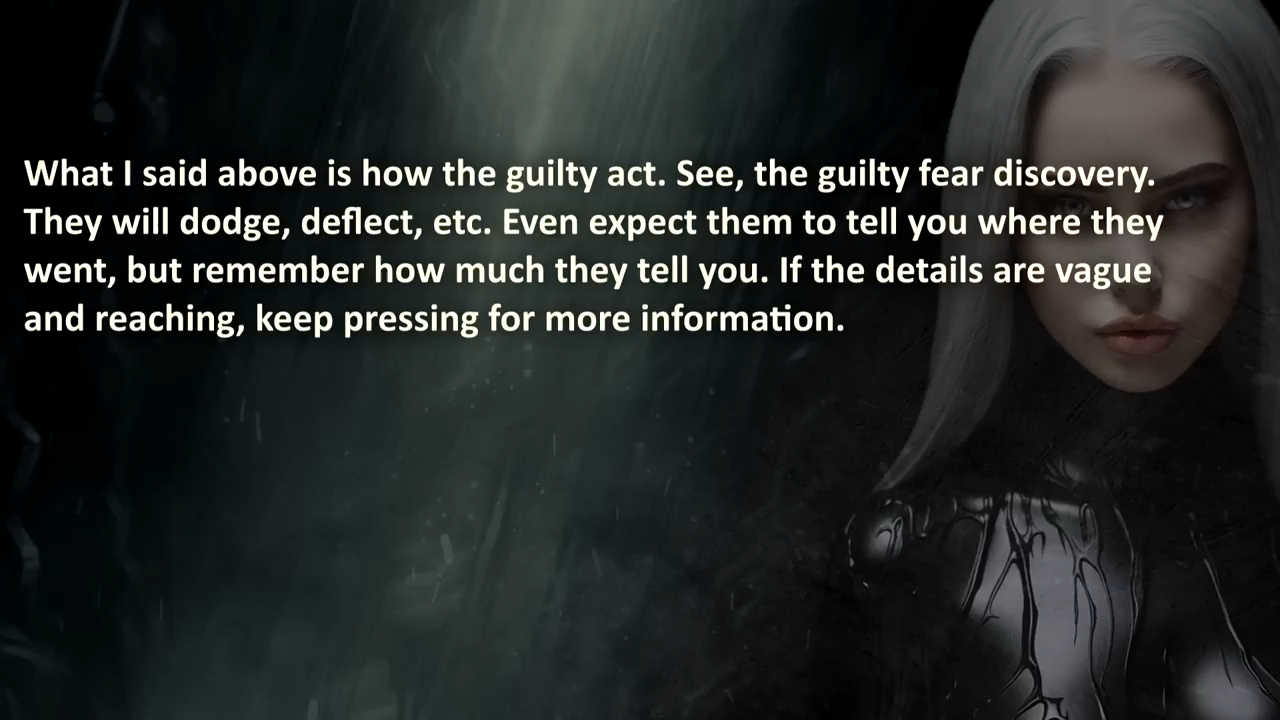 What I said above is how the guilty act. See, the guilty fear discovery.
They will dodge, deflect, etc. Even expect them to tell you where they
went, but remember how much they tell you. If the details are vague
and reaching, keep pressing for more information.